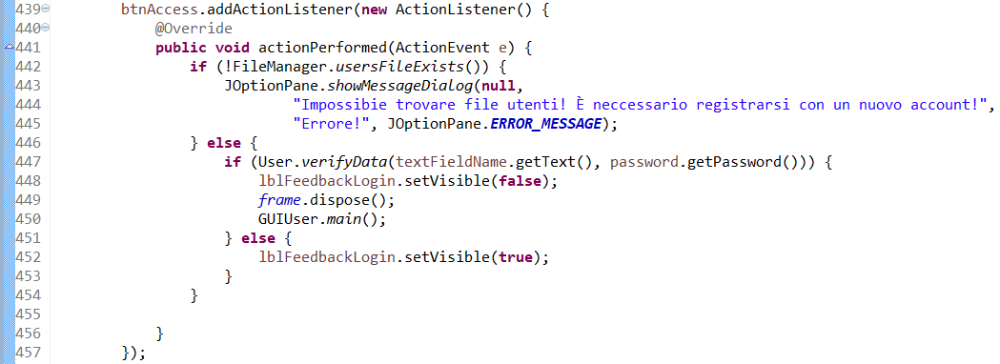 439 btnAccess.addActionListener(new ActionListener() {
440 @Override
441 public void actionPerformed(ActionEvent e) {
442 if (!FileManager.usersFileExists()) {
443 JOptionPane.showMessageDialog(null,
444 "Impossibie trovare file utenti! È neccessario registrarsi con un nuovo account!",
445 "Errore!", JOptionPane.ERROR_MESSAGE);
446 } else {
447 if (User.verifyData(textFieldName.getText(), password.getPassword())) {
448 lblFeedbackLogin.setVisible(false);
449 frame.dispose();
450 GUIUser.main();
451 } else {
452 lblFeedbackLogin.setVisible(true);
453 }
454 }
455
456 }
457 });